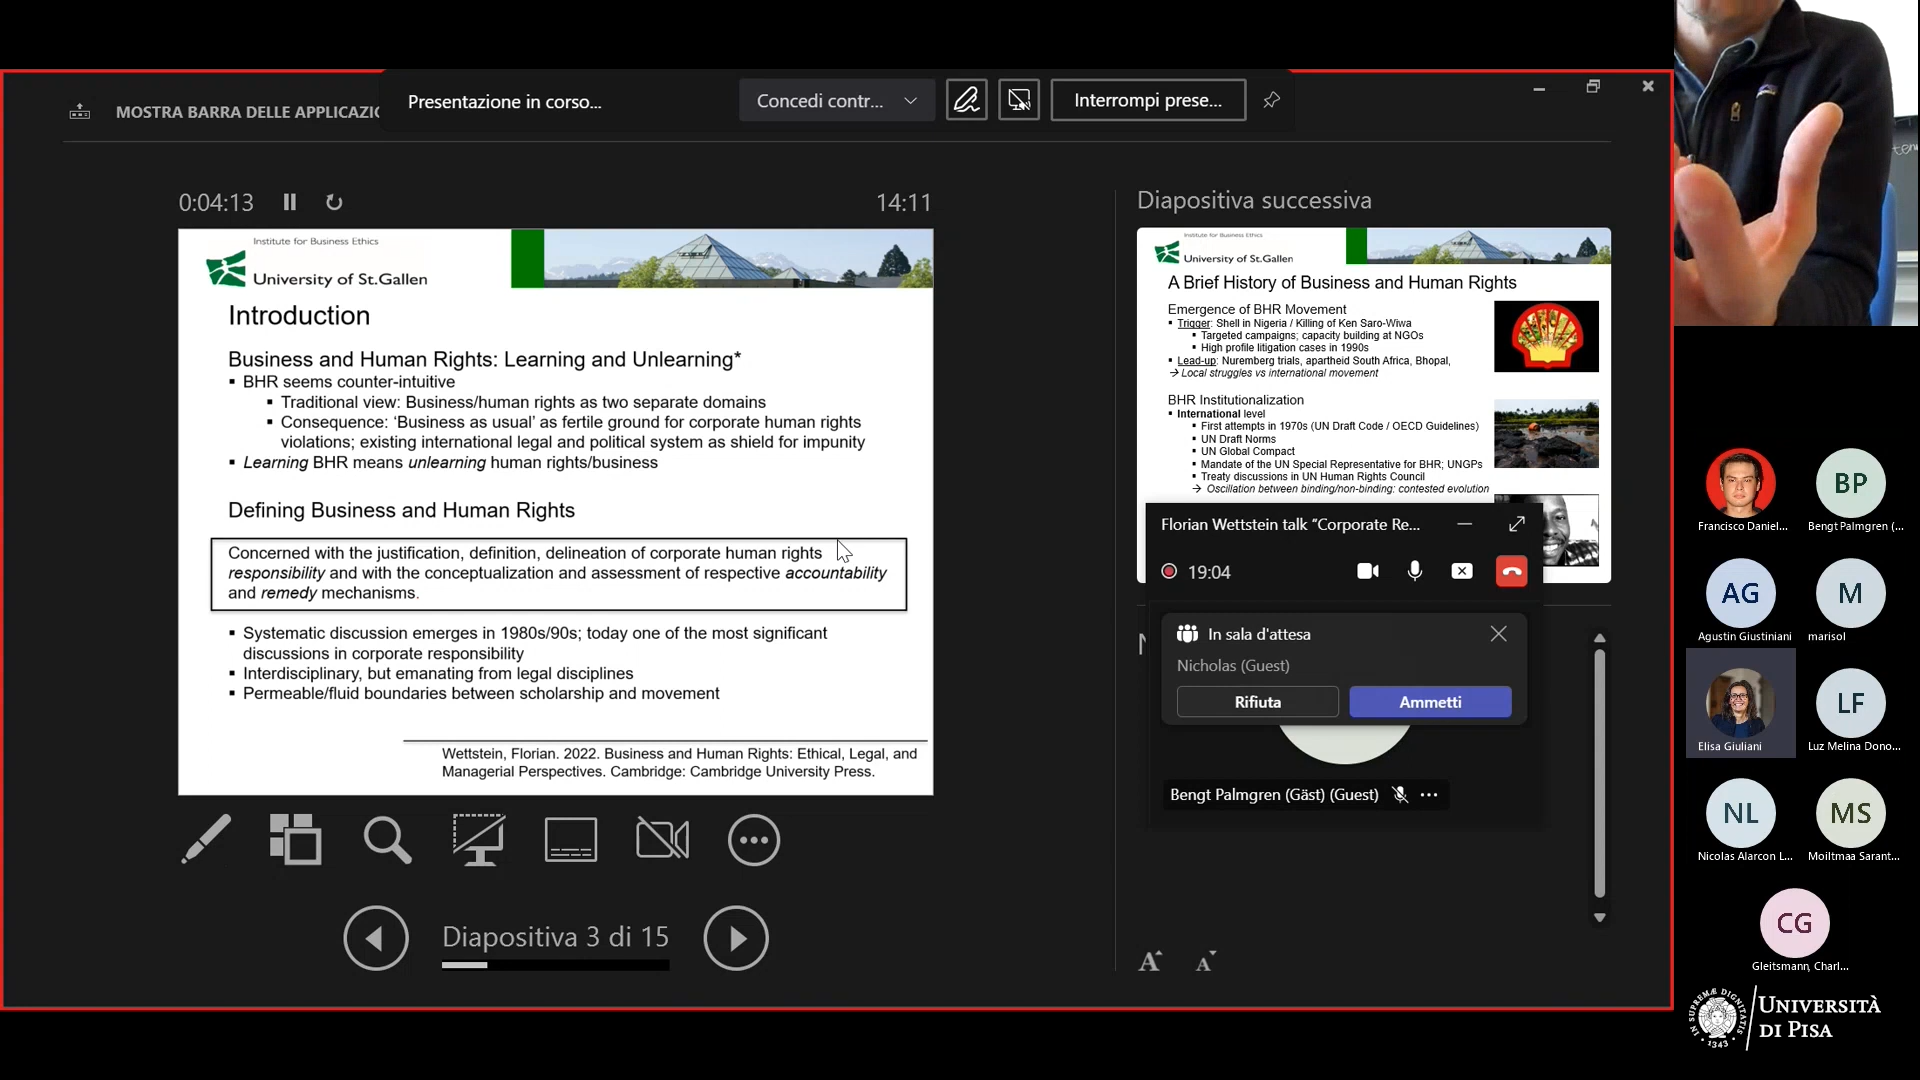 MOSTRA BARRA DELLE APPLICAZIO
Presentazione in corso...
Concedi contr...
Interrompi prese...
0:04:13
14:11
Institute for Business Ethics
University of St.Gallen
Introduction
Business and Human Rights: Learning and Unlearning*
▪ BHR seems counter-intuitive
▪ Traditional view: Business/human rights as two separate domains
▪ Consequence: ‘Business as usual’ as fertile ground for corporate human rights
violations; existing international legal and political system as shield for impunity
▪ Learning BHR means unlearning human rights/business
Defining Business and Human Rights
Concerned with the justification, definition, delineation of corporate human rights
responsibility and with the conceptualization and assessment of respective accountability
and remedy mechanisms.
▪ Systematic discussion emerges in 1980s/90s; today one of the most significant
discussions in corporate responsibility
▪ Interdisciplinary, but emanating from legal disciplines
▪ Permeable/fluid boundaries between scholarship and movement
Wettstein, Florian. 2022. Business and Human Rights: Ethical, Legal, and
Managerial Perspectives. Cambridge: Cambridge University Press.
Diapositiva 3 di 15
Diapositiva successiva
Institute for Business Ethics
University of St.Gallen
A Brief History of Business and Human Rights
Emergence of BHR Movement
▪ Trigger: Shell in Nigeria / Killing of Ken Saro-Wiwa
▪ Targeted campaigns; capacity building at NGOs
▪ High profile litigation cases in 1990s
▪ Lead-up: Nuremberg trials, apartheid South Africa, Bhopal,
→ Local struggles vs international movement
BHR Institutionalization
▪ International level
▪ First attempts in 1970s (UN Draft Code / OECD Guidelines)
▪ UN Draft Norms
▪ UN Global Compact
▪ Mandate of the UN Special Representative for BHR; UNGPs
▪ Treaty discussions in UN Human Rights Council
→ Oscillation between binding/non-binding: contested evolution
Florian Wettstein talk “Corporate Re...
19:04
In sala d'attesa
Nicholas (Guest)
Rifiuta
Ammetti
Bengt Palmgren (Gäst) (Guest)
A A
Francisco Daniel...
BP
Bengt Palmgren (...
AG
Agustin Giustiniani
M
marisol
Elisa Giuliani
LF
Luz Melina Dono...
NL
Nicolas Alarcon L...
MS
Moiltmaa Sarant...
CG
Gleitsmann, Charl...
IN SUPREMÆ DIGNITATIS
1343
UNIVERSITÀ
DI PISA